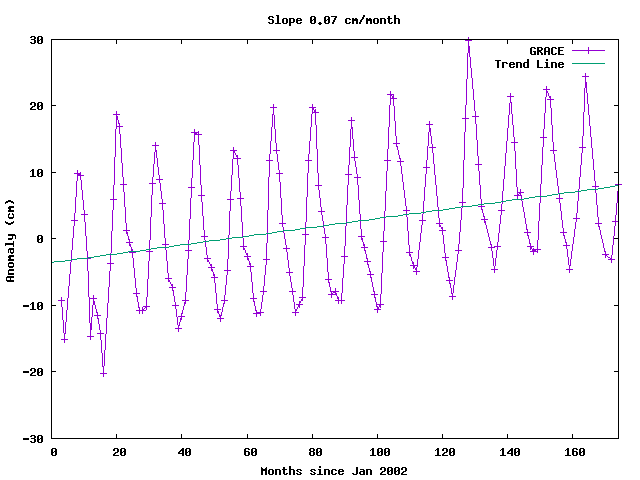 Slope 0.07 cm/month
GRACE
Trend Line
30
20
10
0
-10
-20
-30
Anomaly (cm)
0 20 40 60 80 100 120 140 160
Months since Jan 2002